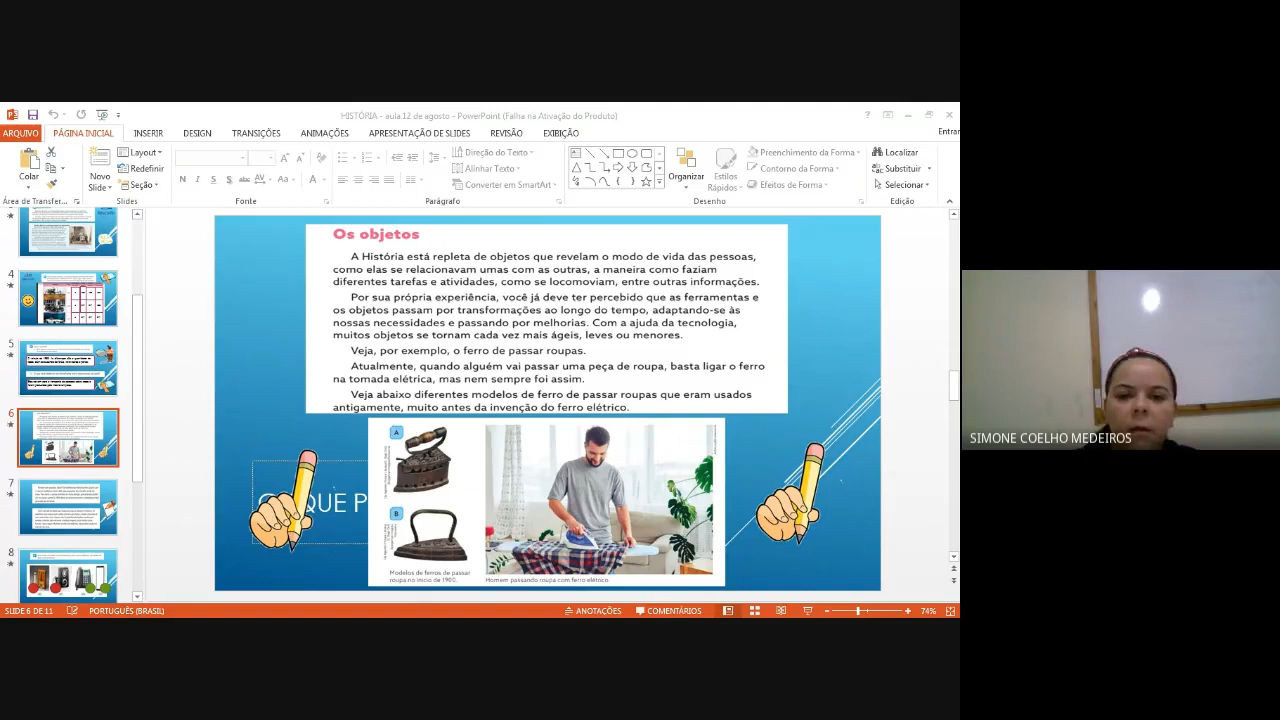 HISTÓRIA - aula 12 de agosto - PowerPoint (Falha na Ativação do Produto)
ARQUIVO PÁGINA INICIAL INSERIR DESIGN TRANSIÇÕES ANIMAÇÕES APRESENTAÇÃO DE SLIDES REVISÃO EXIBIÇÃO Entrar
Colar
Novo
Slide
Layout
Redefinir
Seção
N I S S abc AV Aa A
Direção do Texto
Alinhar Texto
Converter em SmartArt
Organizar
Estilos
Rápidos
Preenchimento da Forma
Contorno da Forma
Efeitos de Forma
Localizar
Substituir
Selecionar
Área de Transfer... Slides Fonte Parágrafo Desenho Edição
4
5
6
7
8
Os objetos
A História está repleta de objetos que revelam o modo de vida das pessoas,
como elas se relacionavam umas com as outras, a maneira como faziam
diferentes tarefas e atividades, como se locomoviam, entre outras informações.
Por sua própria experiência, você já deve ter percebido que as ferramentas e
os objetos passam por transformações ao longo do tempo, adaptando-se às
nossas necessidades e passando por melhorias. Com a ajuda da tecnologia,
muitos objetos se tornam cada vez mais ágeis, leves ou menores.
Veja, por exemplo, o ferro de passar roupas.
Atualmente, quando alguém vai passar uma peça de roupa, basta ligar o ferro
na tomada elétrica, mas nem sempre foi assim.
Veja abaixo diferentes modelos de ferro de passar roupas que eram usados
antigamente, muito antes da invenção do ferro elétrico.
A
B
QUE P
Modelos de ferros de passar
roupa no início de 1900.
Homem passando roupa com ferro elétrico.
SLIDE 6 DE 11 PORTUGUÊS (BRASIL) ANOTAÇÕES COMENTÁRIOS 74%
SIMONE COELHO MEDEIROS